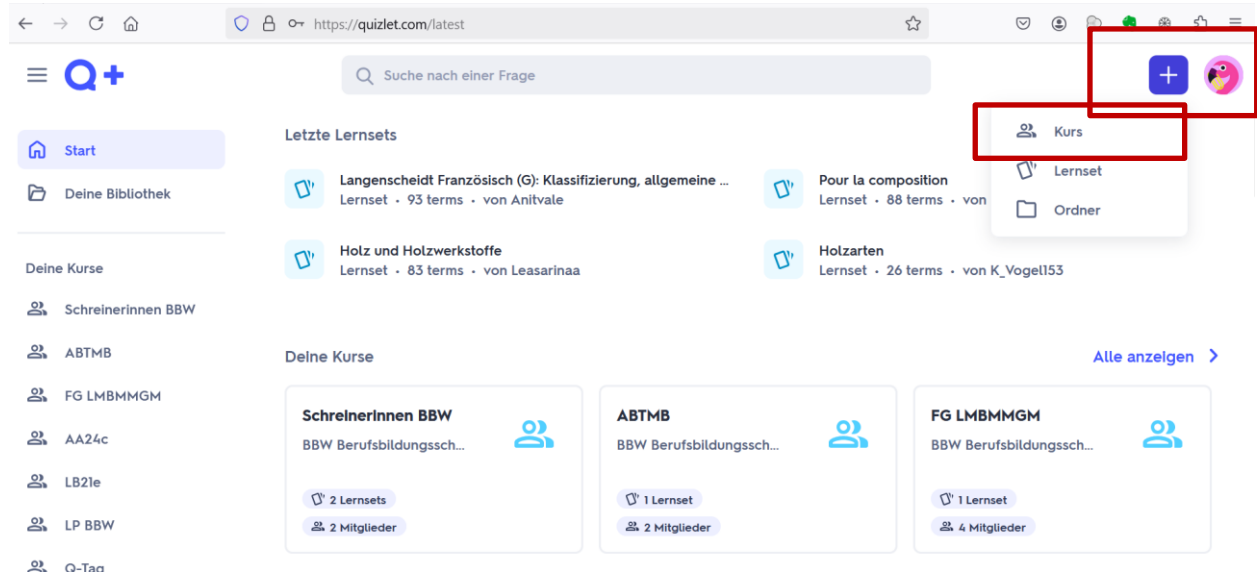 https://quizlet.com/latest
Q+
Suche nach einer Frage
Start
Deine Bibliothek
Deine Kurse
Schreinerinnen BBW
ABTMB
FG LMBMMGM
AA24c
LB21e
LP BBW
Q-Tag
Letzte Lernsets
Langenscheidt Französisch (G): Klassifizierung, allgemeine ...
Lernset • 93 terms • von Anitvale
Pour la composition
Lernset • 88 terms • von
Holz und Holzwerkstoffe
Lernset • 83 terms • von Leasarinaa
Holzarten
Lernset • 26 terms • von K_Vogel153
Kurs
Lernset
Ordner
Deine Kurse
Alle anzeigen
SchreinerInnen BBW
BBW Berufsbildungssch...
2 Lernsets
2 Mitglieder
ABTMB
BBW Berufsbildungssch...
1 Lernset
2 Mitglieder
FG LMBMMGM
BBW Berufsbildungssch...
1 Lernset
4 Mitglieder